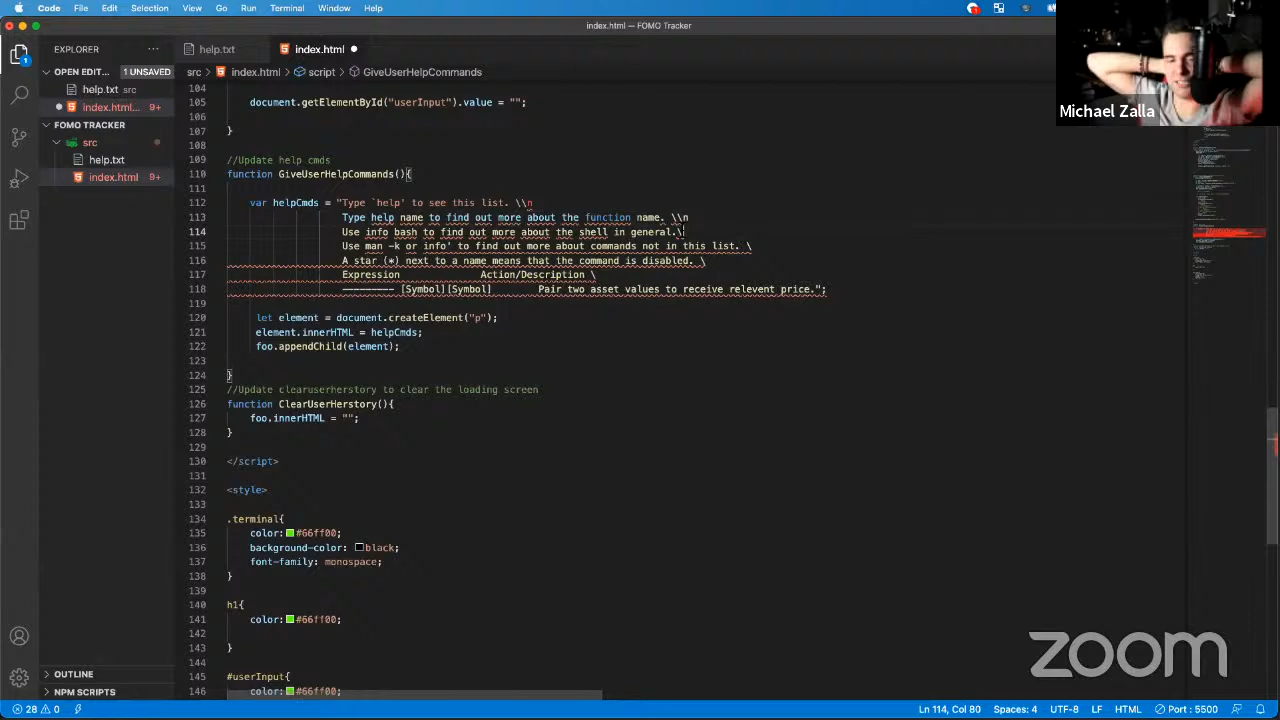 Code File Edit Selection View Go Run Terminal Window Help
index.html — FOMO Tracker
EXPLORER ···
help.txt
index.html
OPEN EDIT... 1 UNSAVED
help.txt src
index.html... 9+
FOMO TRACKER
src
help.txt
index.html 9+
OUTLINE
NPM SCRIPTS
src > index.html > script > GiveUserHelpCommands
104
105 document.getElementById("userInput").value = "";
106
107 }
108
109 //Update help cmds
110 function GiveUserHelpCommands(){
111
112 var helpCmds = "Type `help' to see this list. \\n
113 Type help name to find out more about the function name. \\n
114 Use info bash to find out more about the shell in general.\
115 Use man -k or info' to find out more about commands not in this list. \
116 A star (*) next to a name means that the command is disabled. \
117 Expression Action/Description \
118 ————————— [Symbol][Symbol] Pair two asset values to receive relevent price.";
119
120 let element = document.createElement("p");
121 element.innerHTML = helpCmds;
122 foo.appendChild(element);
123
124 }
125 //Update clearuserherstory to clear the loading screen
126 function ClearUserHerstory(){
127 foo.innerHTML = "";
128 }
129
130 </script>
131
132 <style>
133
134 .terminal{
135 color: #66ff00;
136 background-color: black;
137 font-family: monospace;
138 }
139
140 h1{
141 color: #66ff00;
142
143 }
144
145 #userInput{
146 color: #66ff00;
Michael Zalla
zoom
28 0
Ln 114, Col 80 Spaces: 4 UTF-8 LF HTML Port : 5500